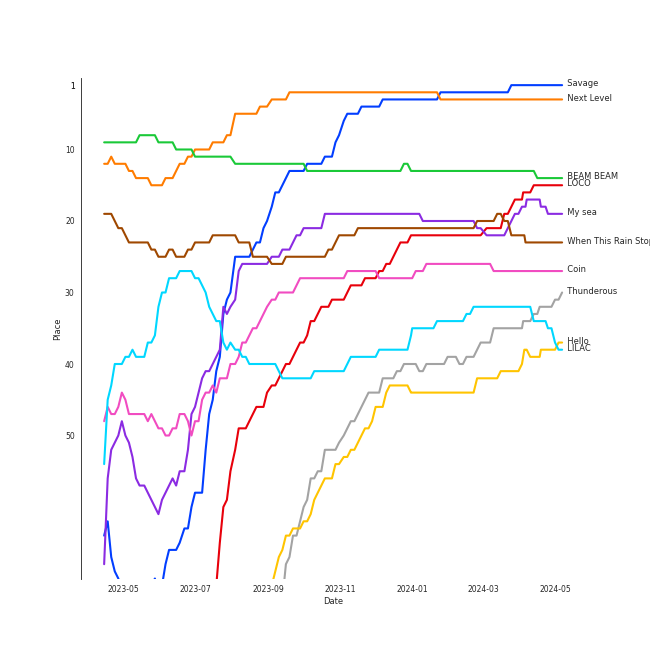 1
10
20
30
40
50
Place
2023-05
2023-07
2023-09
2023-11
2024-01
2024-03
2024-05
Date
Savage
Next Level
BEAM BEAM
LOCO
My sea
When This Rain Stop
Coin
Thunderous
Hello
LILAC